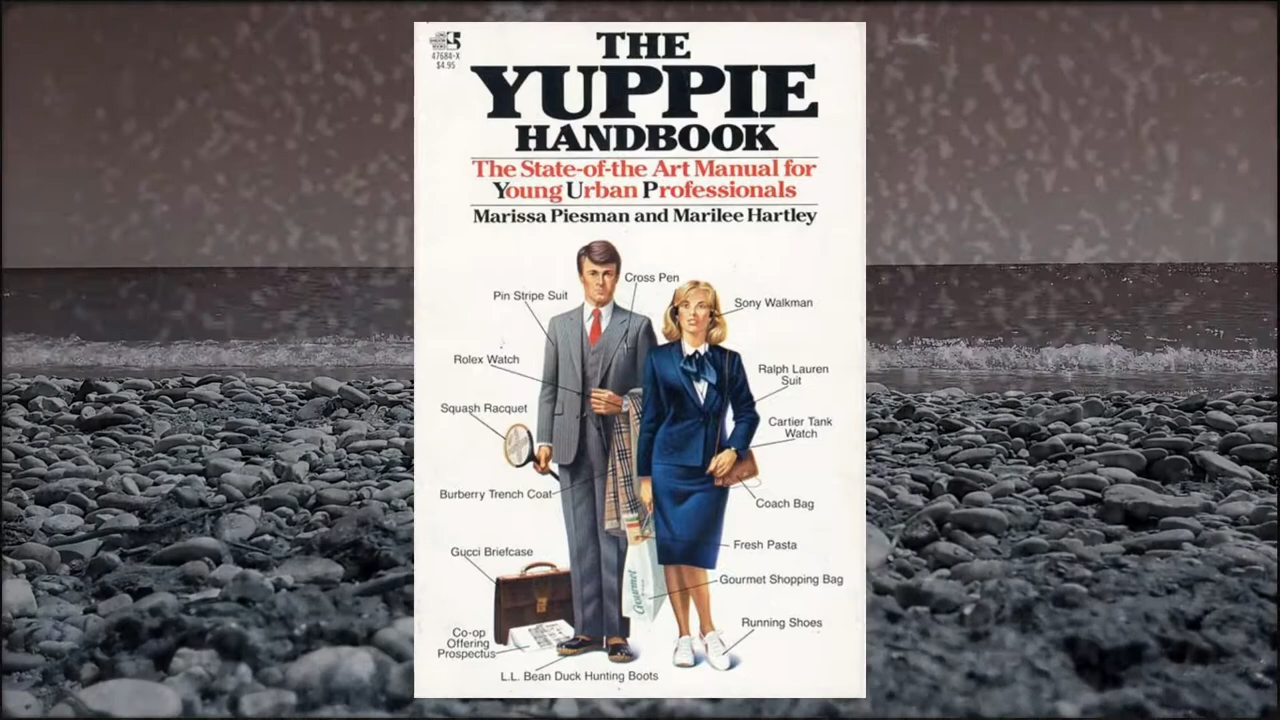 47684-X
$4.95
THE
YUPPIE
HANDBOOK
The State-of-the Art Manual for
Young Urban Professionals
Marissa Piesman and Marilee Hartley
Cross Pen
Pin Stripe Suit
Sony Walkman
Rolex Watch
Ralph Lauren
Suit
Squash Racquet
Cartier Tank
Watch
Burberry Trench Coat
Coach Bag
Fresh Pasta
Gucci Briefcase
Gourmet Shopping Bag
Gourmet
Running Shoes
Co-op
Offering
Prospectus
L.L. Bean Duck Hunting Boots